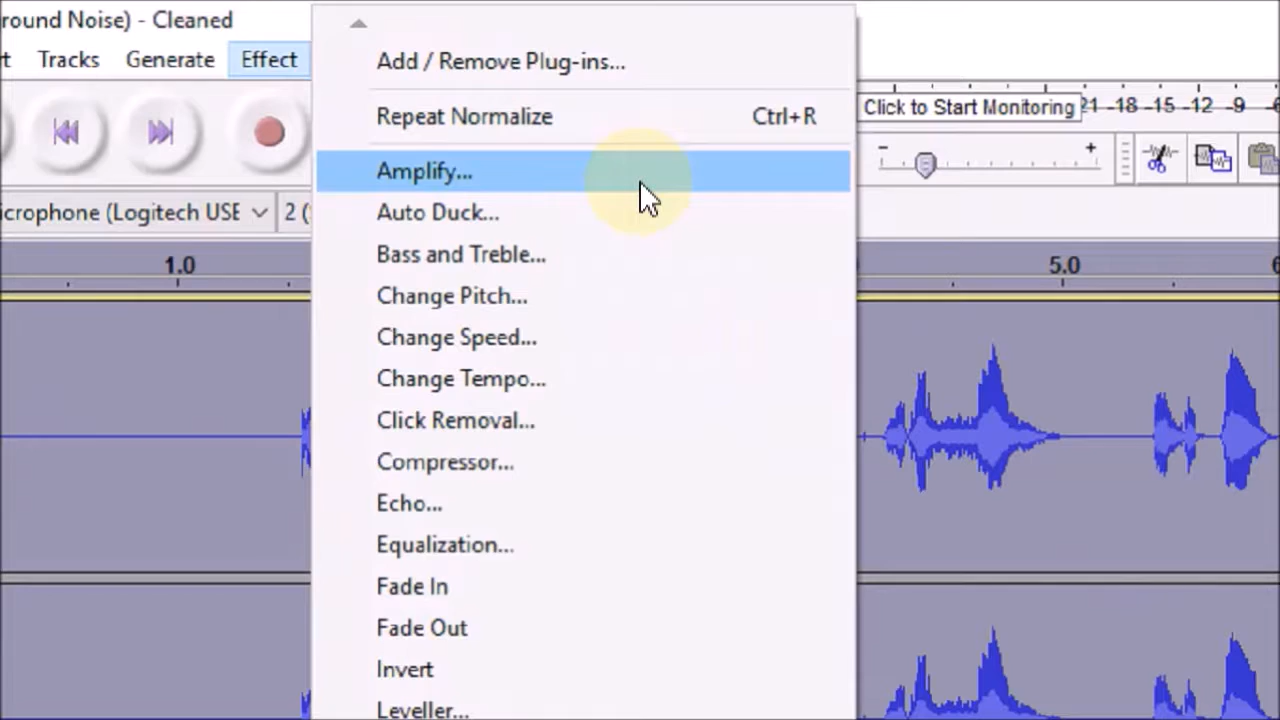 round Noise) - Cleaned
Tracks Generate Effect
Add / Remove Plug-ins...
Repeat Normalize Ctrl+R
Click to Start Monitoring 21 -18 -15 -12 -9
Amplify...
- +
icrophone (Logitech USE 2 (
Auto Duck...
Bass and Treble...
1.0 5.0 6
Change Pitch...
Change Speed...
Change Tempo...
Click Removal...
Compressor...
Echo...
Equalization...
Fade In
Fade Out
Invert
Leveller...